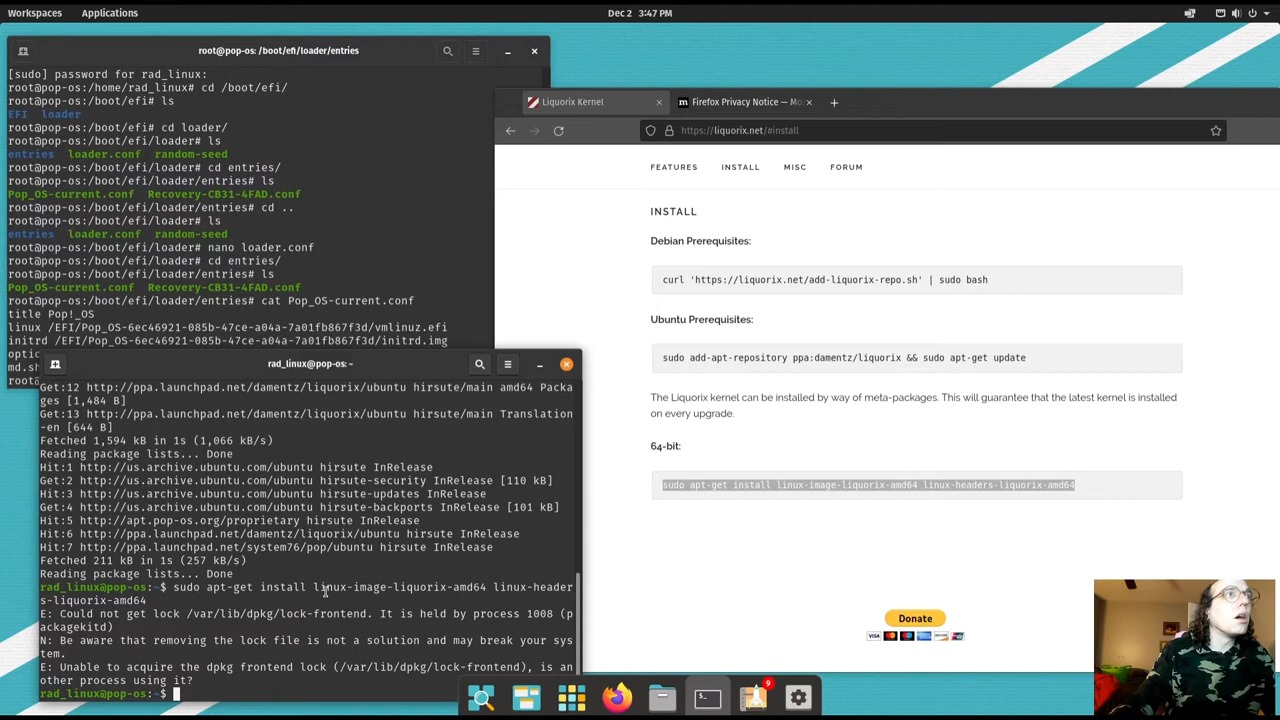 Workspaces Applications Dec 2 3:47 PM
root@pop-os: /boot/efi/loader/entries
[sudo] password for rad_linux:
root@pop-os:/home/rad_linux# cd /boot/efi/
root@pop-os:/boot/efi# ls
EFI loader
root@pop-os:/boot/efi# cd loader/
root@pop-os:/boot/efi/loader# ls
entries loader.conf random-seed
root@pop-os:/boot/efi/loader# cd entries/
root@pop-os:/boot/efi/loader/entries# ls
Pop_OS-current.conf Recovery-CB31-4FAD.conf
root@pop-os:/boot/efi/loader/entries# cd ..
root@pop-os:/boot/efi/loader# ls
entries loader.conf random-seed
root@pop-os:/boot/efi/loader# nano loader.conf
root@pop-os:/boot/efi/loader# cd entries/
root@pop-os:/boot/efi/loader/entries# ls
Pop_OS-current.conf Recovery-CB31-4FAD.conf
root@pop-os:/boot/efi/loader/entries# cat Pop_OS-current.conf
title Pop!_OS
linux /EFI/Pop_OS-6ec46921-085b-47ce-a04a-7a01fb867f3d/vmlinuz.efi
initrd /EFI/Pop_OS-6ec46921-085b-47ce-a04a-7a01fb867f3d/initrd.img
optio
md.sh
root
rad_linux@pop-os: ~
Get:12 http://ppa.launchpad.net/damentz/liquorix/ubuntu hirsute/main amd64 Packa
ges [1,484 B]
Get:13 http://ppa.launchpad.net/damentz/liquorix/ubuntu hirsute/main Translation
-en [644 B]
Fetched 1,594 kB in 1s (1,066 kB/s)
Reading package lists... Done
Hit:1 http://us.archive.ubuntu.com/ubuntu hirsute InRelease
Get:2 http://us.archive.ubuntu.com/ubuntu hirsute-security InRelease [110 kB]
Hit:3 http://us.archive.ubuntu.com/ubuntu hirsute-updates InRelease
Get:4 http://us.archive.ubuntu.com/ubuntu hirsute-backports InRelease [101 kB]
Hit:5 http://apt.pop-os.org/proprietary hirsute InRelease
Hit:6 http://ppa.launchpad.net/damentz/liquorix/ubuntu hirsute InRelease
Hit:7 http://ppa.launchpad.net/system76/pop/ubuntu hirsute InRelease
Fetched 211 kB in 1s (257 kB/s)
Reading package lists... Done
rad_linux@pop-os:~$ sudo apt-get install linux-image-liquorix-amd64 linux-header
s-liquorix-amd64
E: Could not get lock /var/lib/dpkg/lock-frontend. It is held by process 1008 (p
ackagekitd)
N: Be aware that removing the lock file is not a solution and may break your sys
tem.
E: Unable to acquire the dpkg frontend lock (/var/lib/dpkg/lock-frontend), is an
other process using it?
rad_linux@pop-os:~$
Liquorix Kernel
Firefox Privacy Notice — Mo
https://liquorix.net/#install
FEATURES INSTALL MISC FORUM
INSTALL
Debian Prerequisites:
curl 'https://liquorix.net/add-liquorix-repo.sh' | sudo bash
Ubuntu Prerequisites:
sudo add-apt-repository ppa:damentz/liquorix && sudo apt-get update
The Liquorix kernel can be installed by way of meta-packages. This will guarantee that the latest kernel is installed
on every upgrade.
64-bit:
sudo apt-get install linux-image-liquorix-amd64 linux-headers-liquorix-amd64
Donate
VISA
9